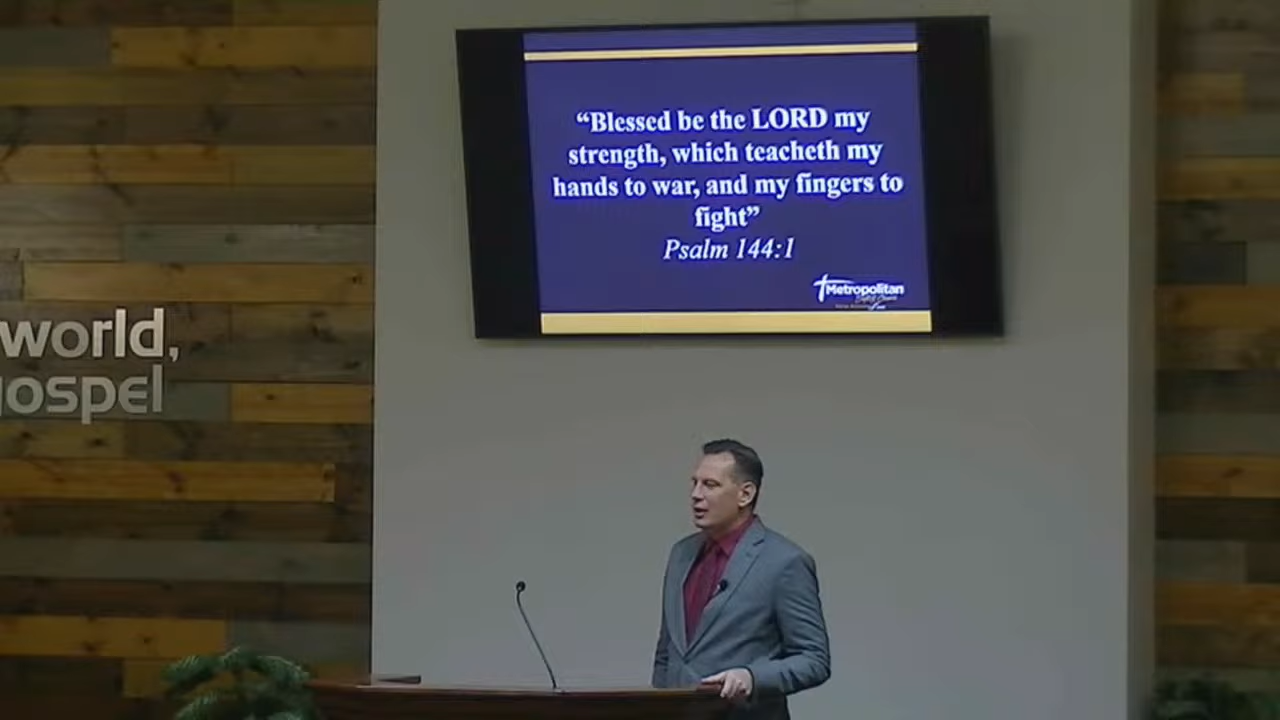 “Blessed be the LORD my
strength, which teacheth my
hands to war, and my fingers to
fight”
Psalm 144:1
Metropolitan
world,
gospel